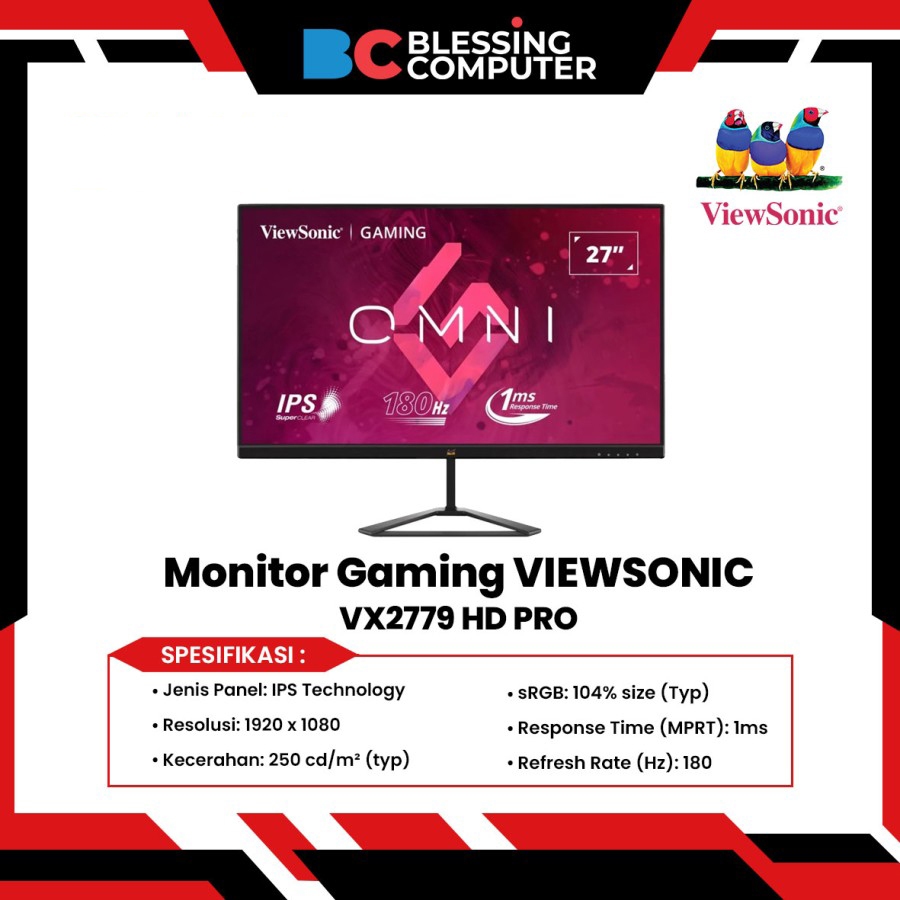 BC BLESSING
COMPUTER
ViewSonic®
ViewSonic® | GAMING
27"
OMNI
IPS
SuperCLEAR
180Hz
1ms
Response Time
Monitor Gaming VIEWSONIC
VX2779 HD PRO
SPESIFIKASI :
• Jenis Panel: IPS Technology
• Resolusi: 1920 x 1080
• Kecerahan: 250 cd/m² (typ)
• sRGB: 104% size (Typ)
• Response Time (MPRT): 1ms
• Refresh Rate (Hz): 180